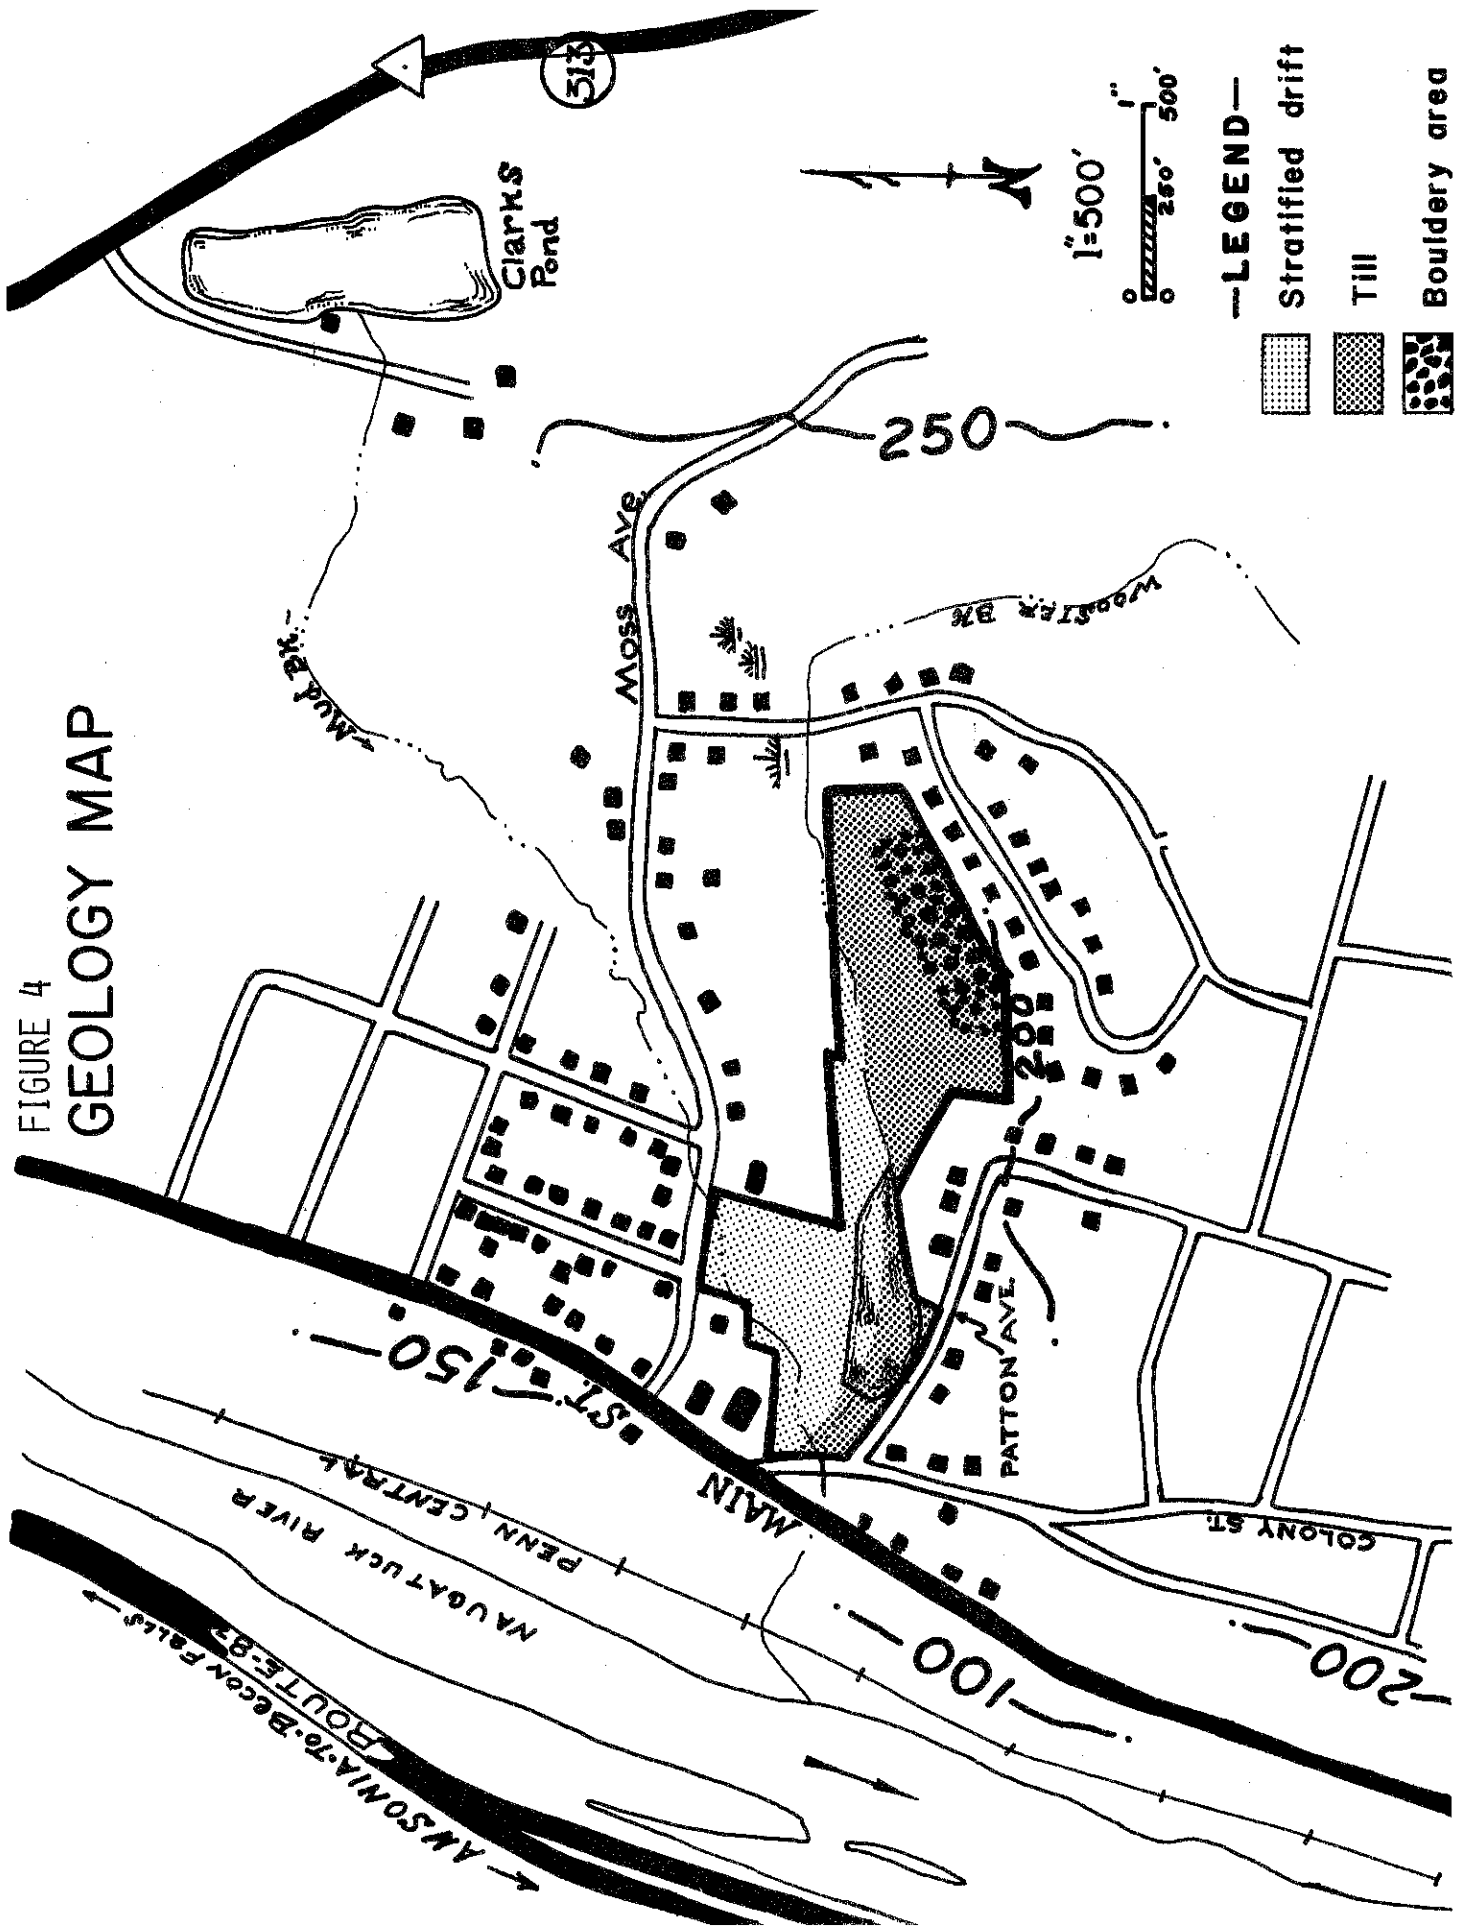 FIGURE 4
GEOLOGY MAP
313
Clarks
Pond
←Mud BK.
Moss Ave.
250
WOOSTER BK
1"=500'
0 1"
0 250' 500'
—LEGEND—
Stratified drift
Till
Bouldery area
200
PATTON AVE.
150
MAIN ST.
PENN CENTRAL
NAUGATUCK RIVER
ROUTE-8
← ANSONIA-TO-Becon FALLS →
100
200
COLONY ST.